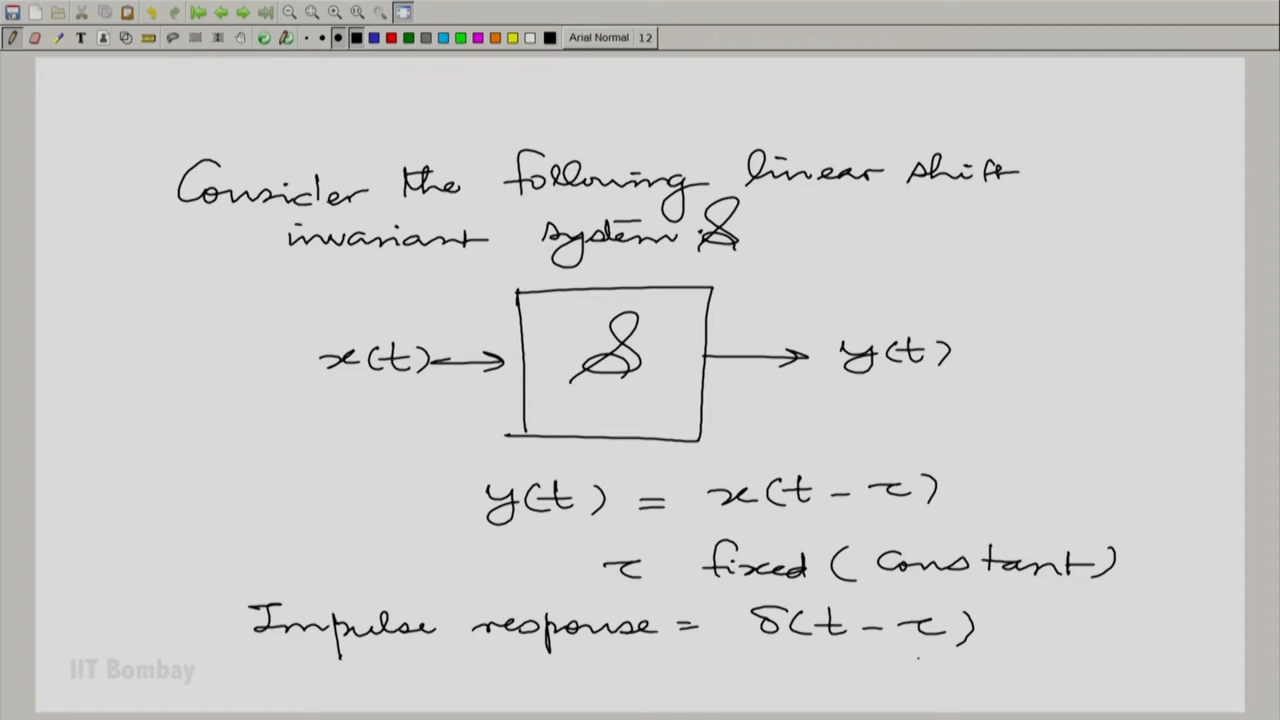 Arial Normal 12
Consider the following linear shift
invariant system : S
x(t) → S → y(t)
y(t) = x(t - τ)
τ fixed (constant)
Impulse response = δ(t - τ)
IIT Bombay